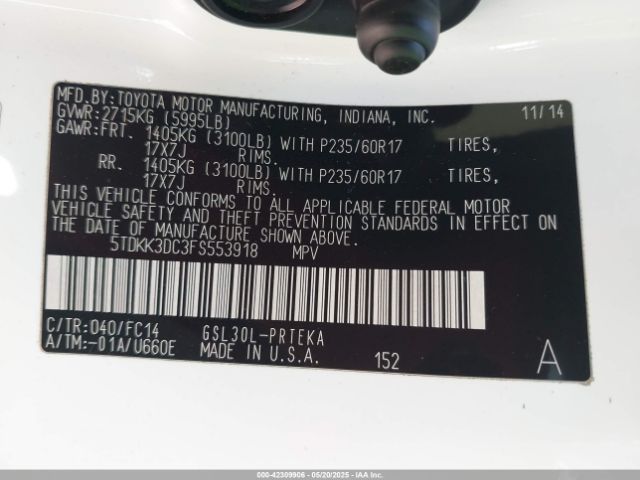 MFD.BY:TOYOTA MOTOR MANUFACTURING, INDIANA, INC. 11/14
GVWR:2715KG (5995LB)
GAWR:FRT. 1405KG (3100LB) WITH P235/60R17 TIRES,
17X7J RIMS.
RR. 1405KG (3100LB) WITH P235/60R17 TIRES,
17X7J RIMS.
THIS VEHICLE CONFORMS TO ALL APPLICABLE FEDERAL MOTOR
VEHICLE SAFETY AND THEFT PREVENTION STANDARDS IN EFFECT ON
THE DATE OF MANUFACTURE SHOWN ABOVE.
5TDKK3DC3FS553918 MPV
C/TR:040/FC14 GSL30L-PRTEKA
A/TM:-01A/U660E MADE IN U.S.A. 152 A
000-42309906 - 05/20/2025 - IAA Inc.